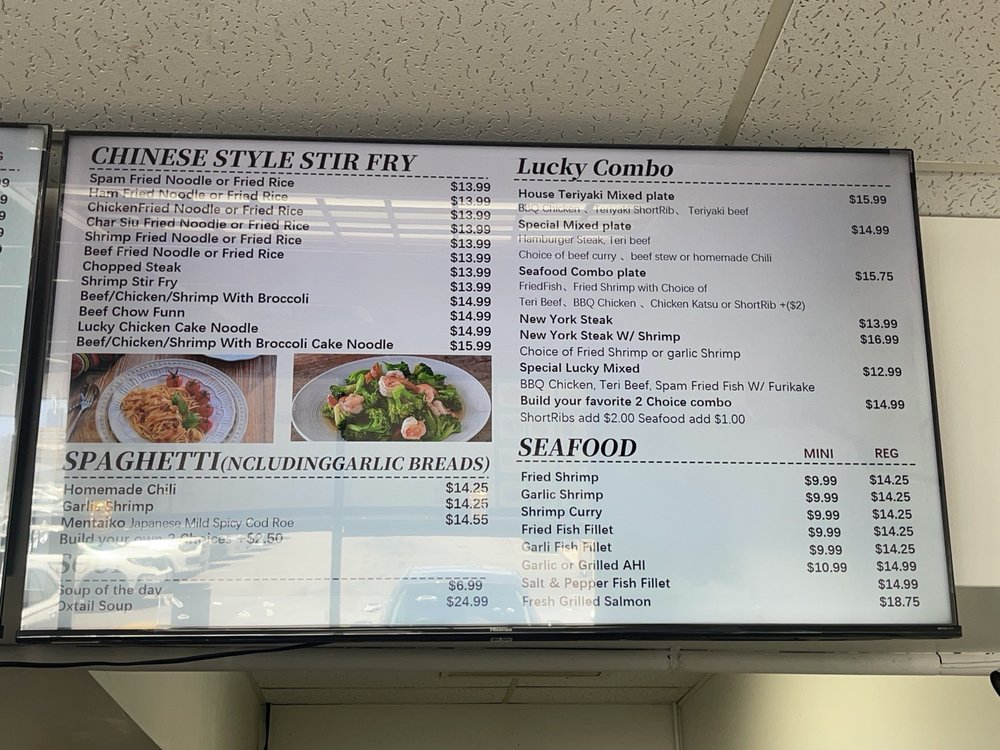 CHINESE STYLE STIR FRY
Spam Fried Noodle or Fried Rice $13.99
Ham Fried Noodle or Fried Rice $13.99
ChickenFried Noodle or Fried Rice $13.99
Char Siu Fried Noodle or Fried Rice $13.99
Shrimp Fried Noodle or Fried Rice $13.99
Beef Fried Noodle or Fried Rice $13.99
Chopped Steak $13.99
Shrimp Stir Fry $13.99
Beef/Chicken/Shrimp With Broccoli $14.99
Beef Chow Funn $14.99
Lucky Chicken Cake Noodle $14.99
Beef/Chicken/Shrimp With Broccoli Cake Noodle $15.99
SPAGHETTI(NCLUDINGGARLIC BREADS)
Homemade Chili $14.25
Garlic Shrimp $14.25
Mentaiko Japanese Mild Spicy Cod Roe $14.55
Build your own 2 Choices +$2.50
Soup of the day $6.99
Oxtail Soup $24.99
Lucky Combo
House Teriyaki Mixed plate $15.99
BBQ Chicken 、Teriyaki ShortRib、 Teriyaki beef
Special Mixed plate $14.99
Hamburger Steak, Teri beef
Choice of beef curry 、beef stew or homemade Chili
Seafood Combo plate $15.75
FriedFish、Fried Shrimp with Choice of
Teri Beef、BBQ Chicken 、Chicken Katsu or ShortRib +($2)
New York Steak $13.99
New York Steak W/ Shrimp $16.99
Choice of Fried Shrimp or garlic Shrimp
Special Lucky Mixed $12.99
BBQ Chicken, Teri Beef, Spam Fried Fish W/ Furikake
Build your favorite 2 Choice combo $14.99
ShortRibs add $2.00 Seafood add $1.00
SEAFOOD MINI REG
Fried Shrimp $9.99 $14.25
Garlic Shrimp $9.99 $14.25
Shrimp Curry $9.99 $14.25
Fried Fish Fillet $9.99 $14.25
Garli Fish Fillet $9.99 $14.25
Garlic or Grilled AHI $10.99 $14.99
Salt & Pepper Fish Fillet $14.99
Fresh Grilled Salmon $18.75
Hisense